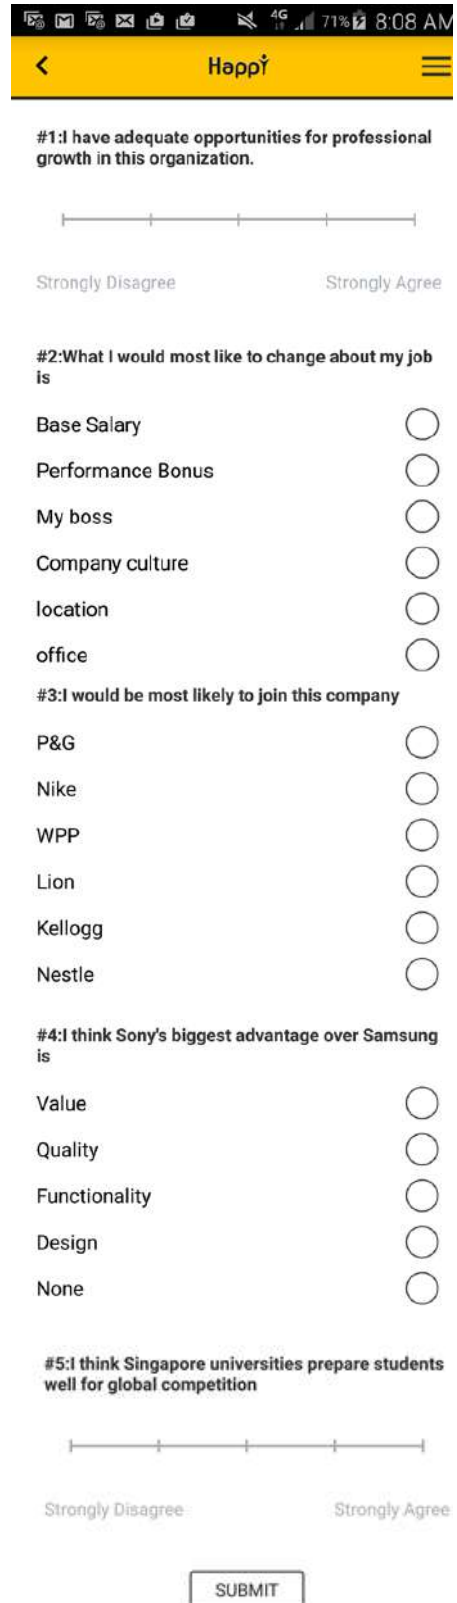 4G 71% 8:08 AM
Happy
#1:I have adequate opportunities for professional
growth in this organization.
Strongly Disagree Strongly Agree
#2:What I would most like to change about my job
is
Base Salary
Performance Bonus
My boss
Company culture
location
office
#3:I would be most likely to join this company
P&G
Nike
WPP
Lion
Kellogg
Nestle
#4:I think Sony's biggest advantage over Samsung
is
Value
Quality
Functionality
Design
None
#5:I think Singapore universities prepare students
well for global competition
Strongly Disagree Strongly Agree
SUBMIT